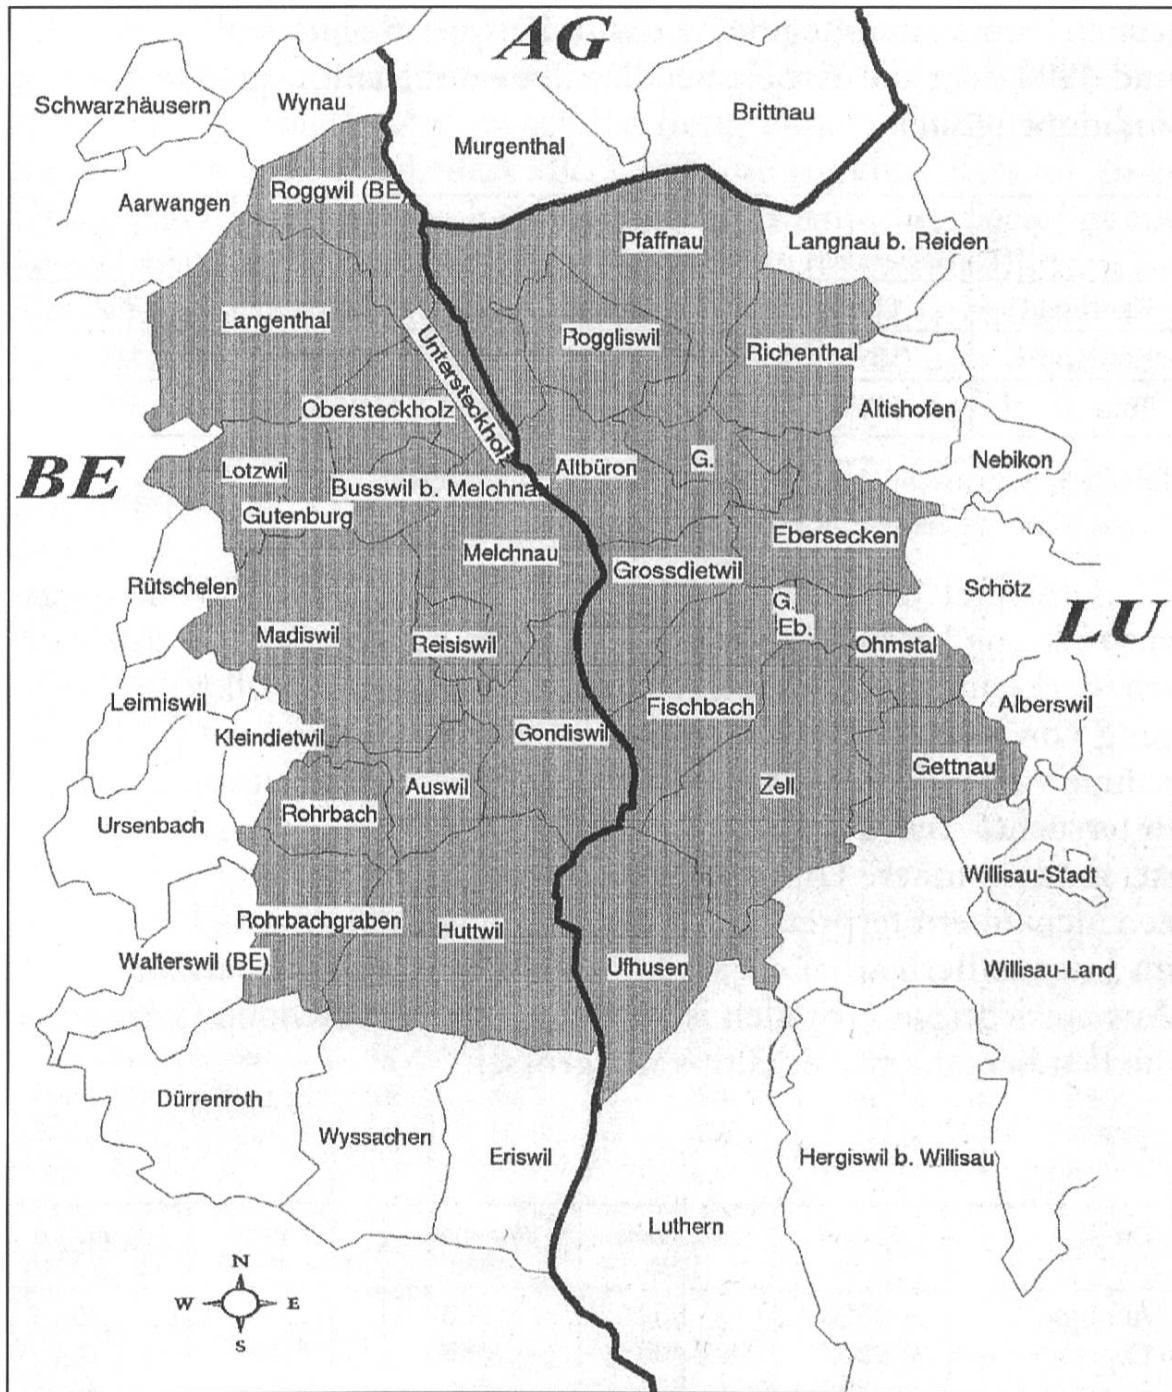 AG
Schwarzhäusern
Wynau
Brittnau
Murgenthal
Aarwangen
Roggwil (BE)
Pfaffnau
Langnau b. Reiden
Langenthal
Untersteckholz
Roggliswil
Richenthal
Obersteckholz
Altishofen
BE
Lotzwil
Altbüron
G.
Nebikon
Busswil b. Melchnau
Gutenburg
Melchnau
Ebersecken
Grossdietwil
Rütschelen
Schötz
G.
Eb.
LU
Madiswil
Reisiswil
Ohmstal
Leimiswil
Fischbach
Alberswil
Kleindietwil
Gondiswil
Gettnau
Auswil
Zell
Rohrbach
Ursenbach
Willisau-Stadt
Rohrbachgraben
Huttwil
Walterswil (BE)
Ufhusen
Willisau-Land
Dürrenroth
Wyssachen
Eriswil
Hergiswil b. Willisau
Luthern
N
W
E
S